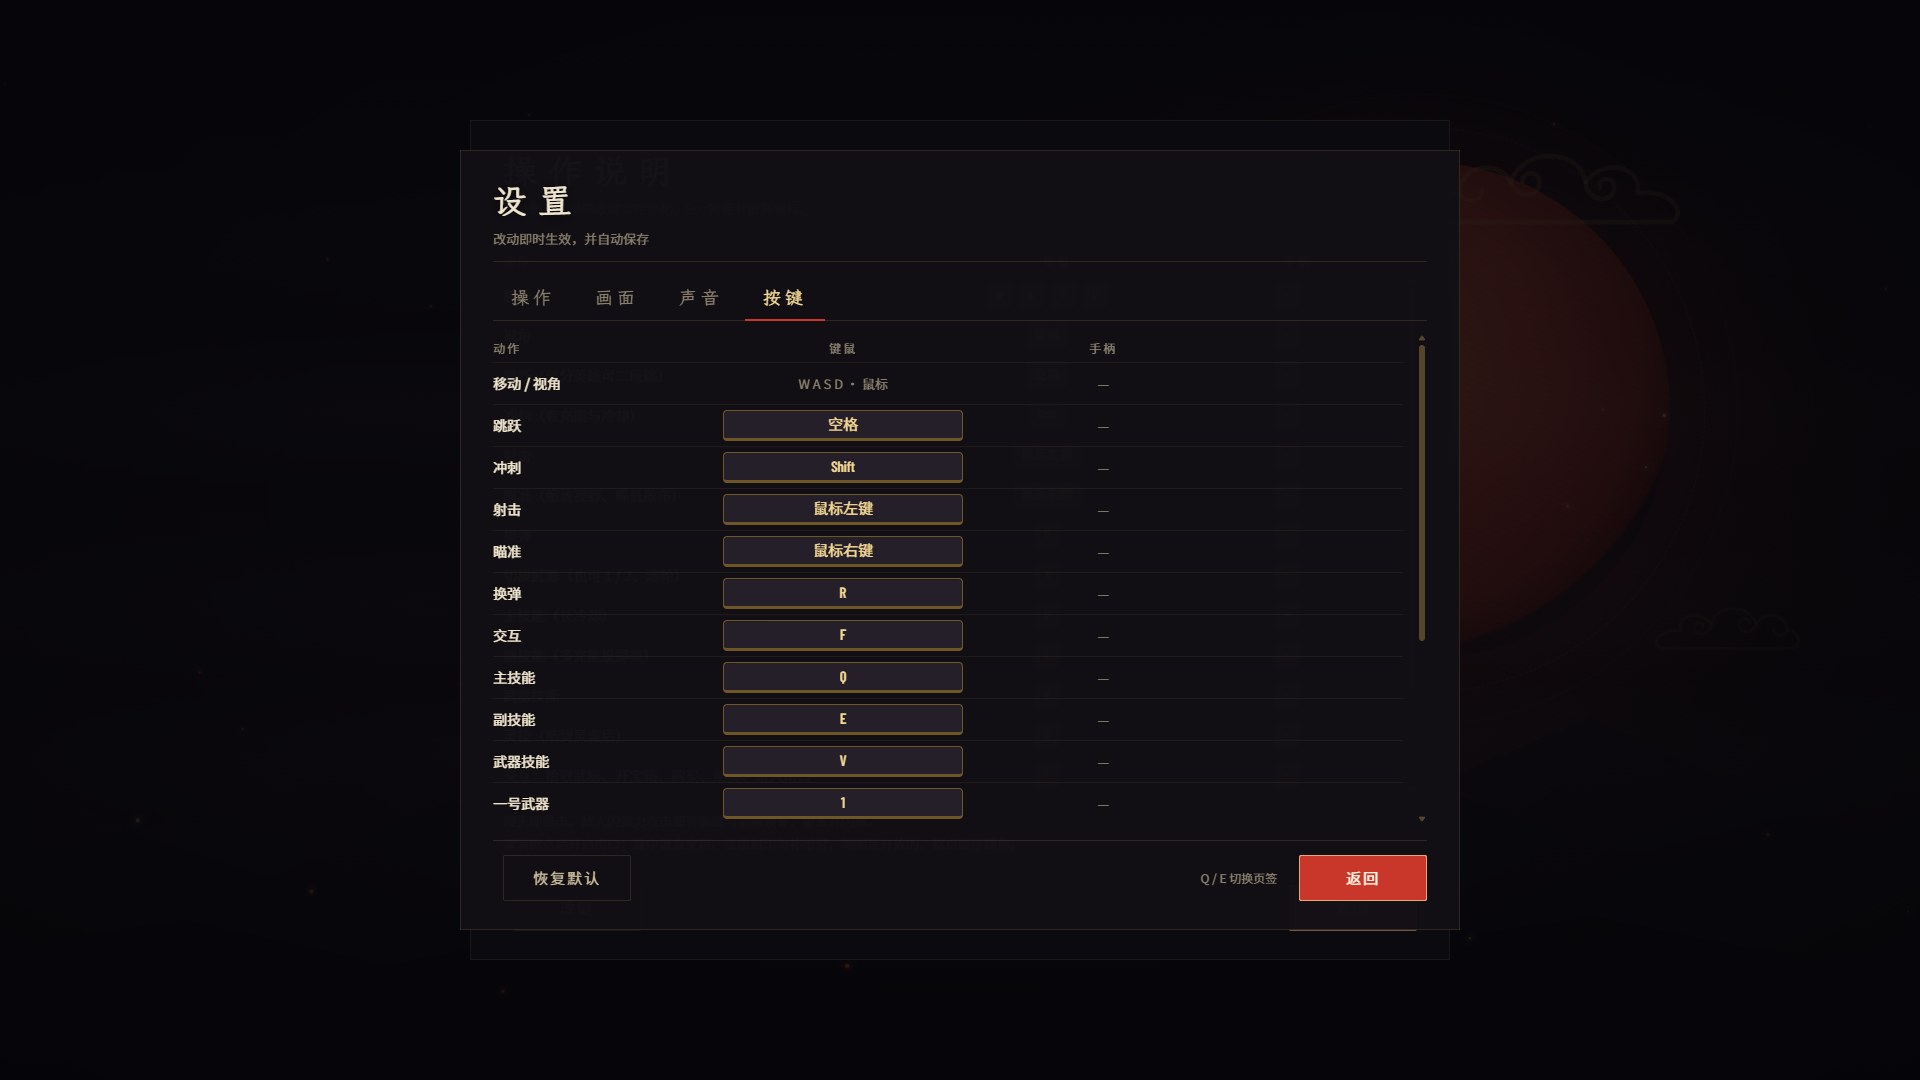 操作说明
设置
改动即时生效，并自动保存
操作 画面 声音 按键
动作 键鼠 手柄
移动 / 视角 WASD · 鼠标 —
跳跃 空格 —
冲刺 Shift —
射击 鼠标左键 —
瞄准 鼠标右键 —
换弹 R —
交互 F —
主技能 Q —
副技能 E —
武器技能 V —
一号武器 1 —
恢复默认 Q / E 切换页签 返回